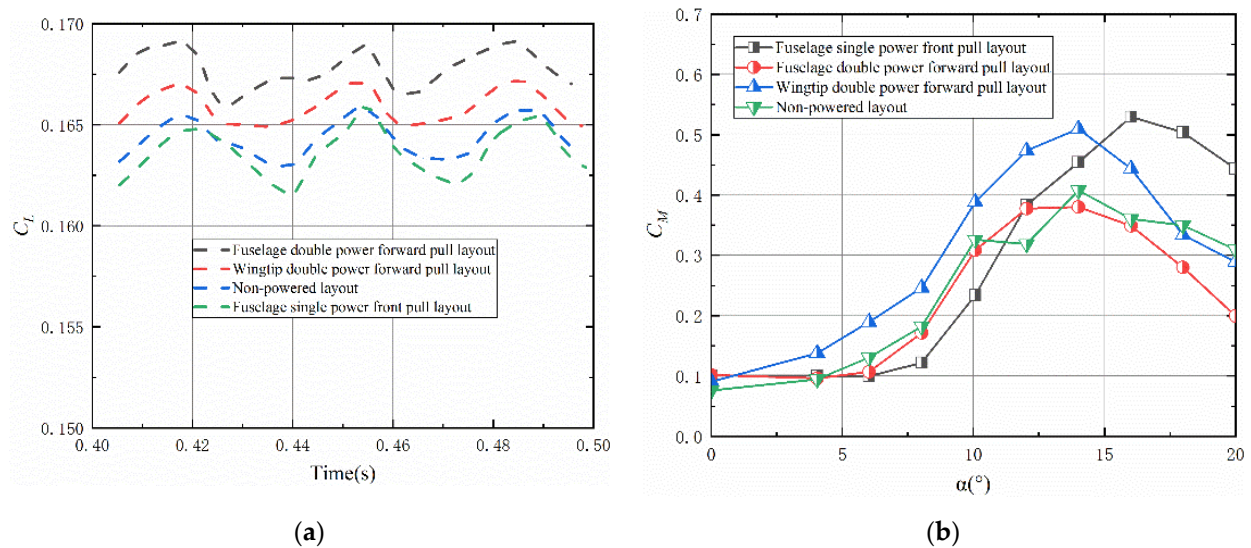 0.170
0.165
0.160
0.155
0.150
C_L
Fuselage double power forward pull layout
Wingtip double power forward pull layout
Non-powered layout
Fuselage single power front pull layout
0.40 0.42 0.44 0.46 0.48 0.50
Time(s)
(a)
0.7
0.6
0.5
0.4
0.3
0.2
0.1
0.0
C_M
Fuselage single power front pull layout
Fuselage double power forward pull layout
Wingtip double power forward pull layout
Non-powered layout
0 5 10 15 20
α(°)
(b)